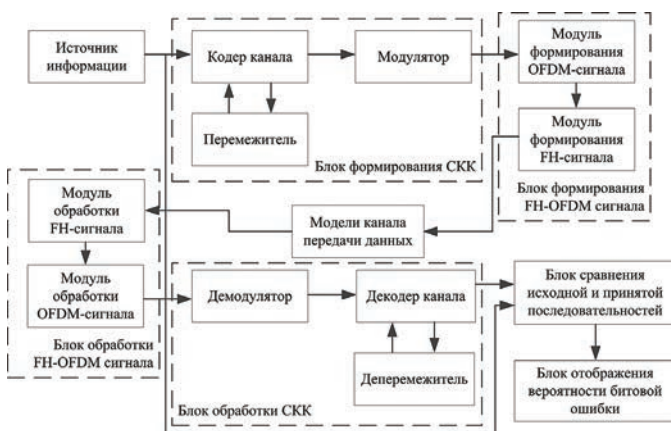 Источник
информации
Кодер канала
Модулятор
Модуль
формирования
OFDM-сигнала
Перемежитель
Блок формирования СКК
Модуль
формирования
FH-сигнала
Блок формирования
FH-OFDM сигнала
Модуль
обработки
FH-сигнала
Модели канала
передачи данных
Модуль
обработки
OFDM-сигнала
Блок обработки
FH-OFDM сигнала
Демодулятор
Декодер канала
Блок сравнения
исходной и принятой
последовательностей
Деперемежитель
Блок обработки СКК
Блок отображения
вероятности битовой
ошибки